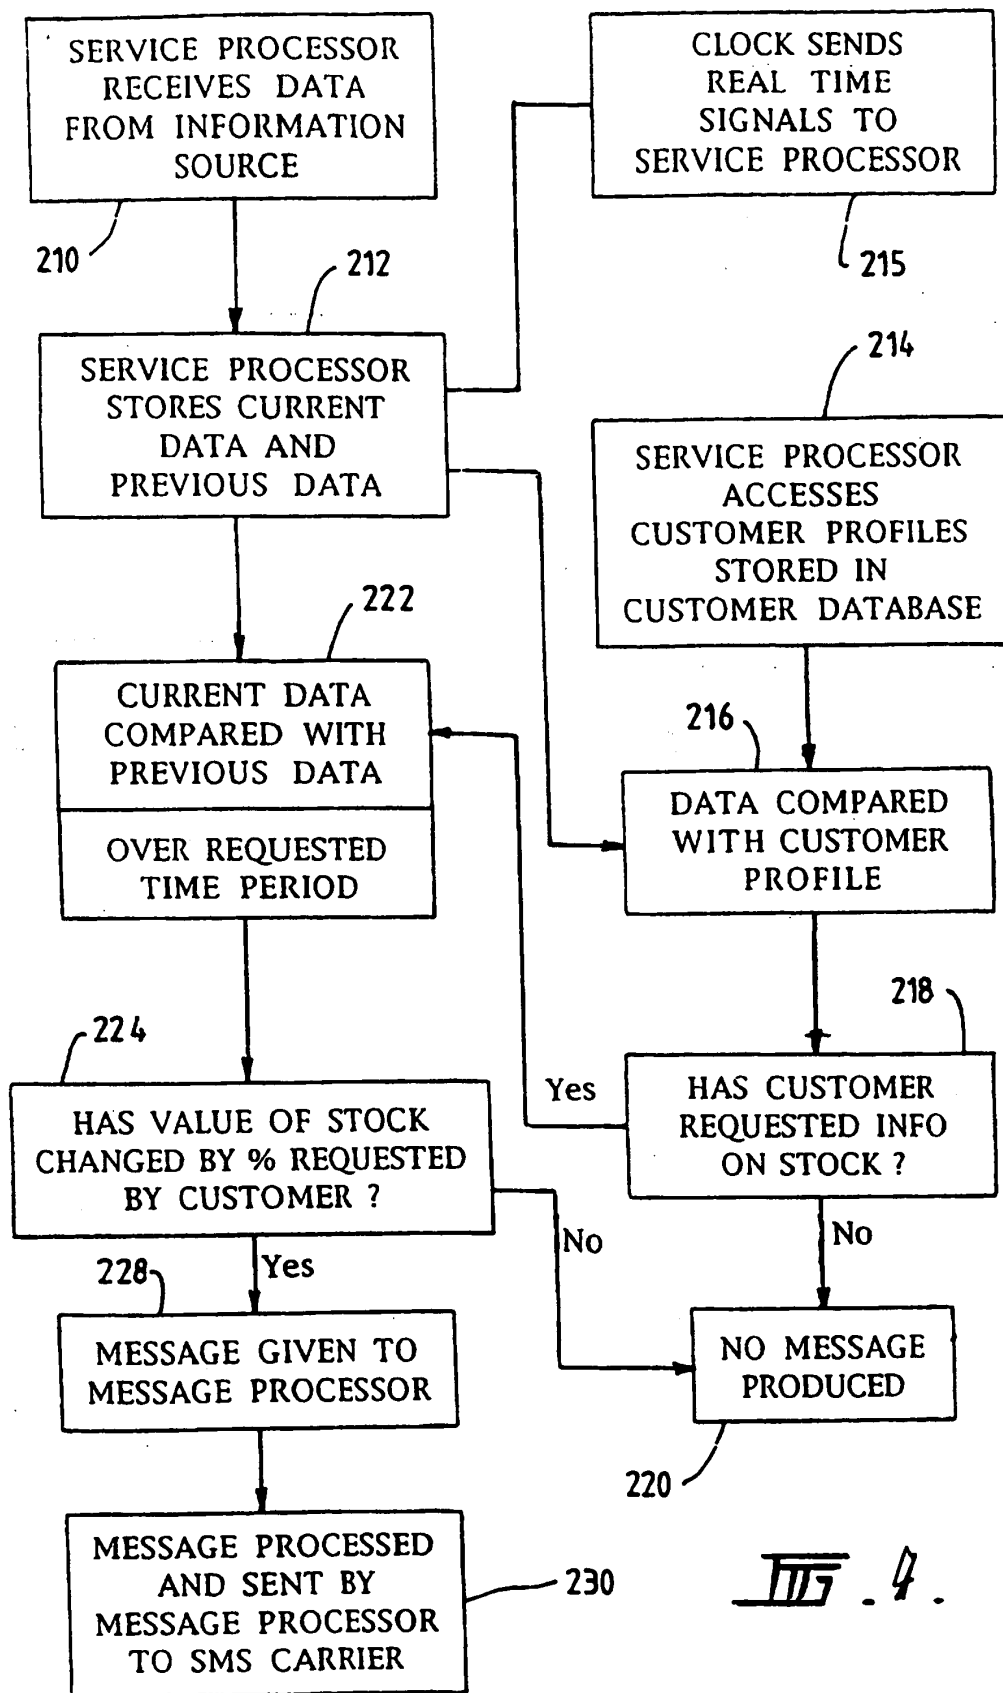 SERVICE PROCESSOR
RECEIVES DATA
FROM INFORMATION
SOURCE
210
CLOCK SENDS
REAL TIME
SIGNALS TO
SERVICE PROCESSOR
215
212
SERVICE PROCESSOR
STORES CURRENT
DATA AND
PREVIOUS DATA
214
SERVICE PROCESSOR
ACCESSES
CUSTOMER PROFILES
STORED IN
CUSTOMER DATABASE
222
CURRENT DATA
COMPARED WITH
PREVIOUS DATA
OVER REQUESTED
TIME PERIOD
216
DATA COMPARED
WITH CUSTOMER
PROFILE
224
HAS VALUE OF STOCK
CHANGED BY % REQUESTED
BY CUSTOMER ?
218
Yes
HAS CUSTOMER
REQUESTED INFO
ON STOCK ?
No
No
Yes
228
MESSAGE GIVEN TO
MESSAGE PROCESSOR
NO MESSAGE
PRODUCED
220
MESSAGE PROCESSED
AND SENT BY
MESSAGE PROCESSOR
TO SMS CARRIER
230
FIG.